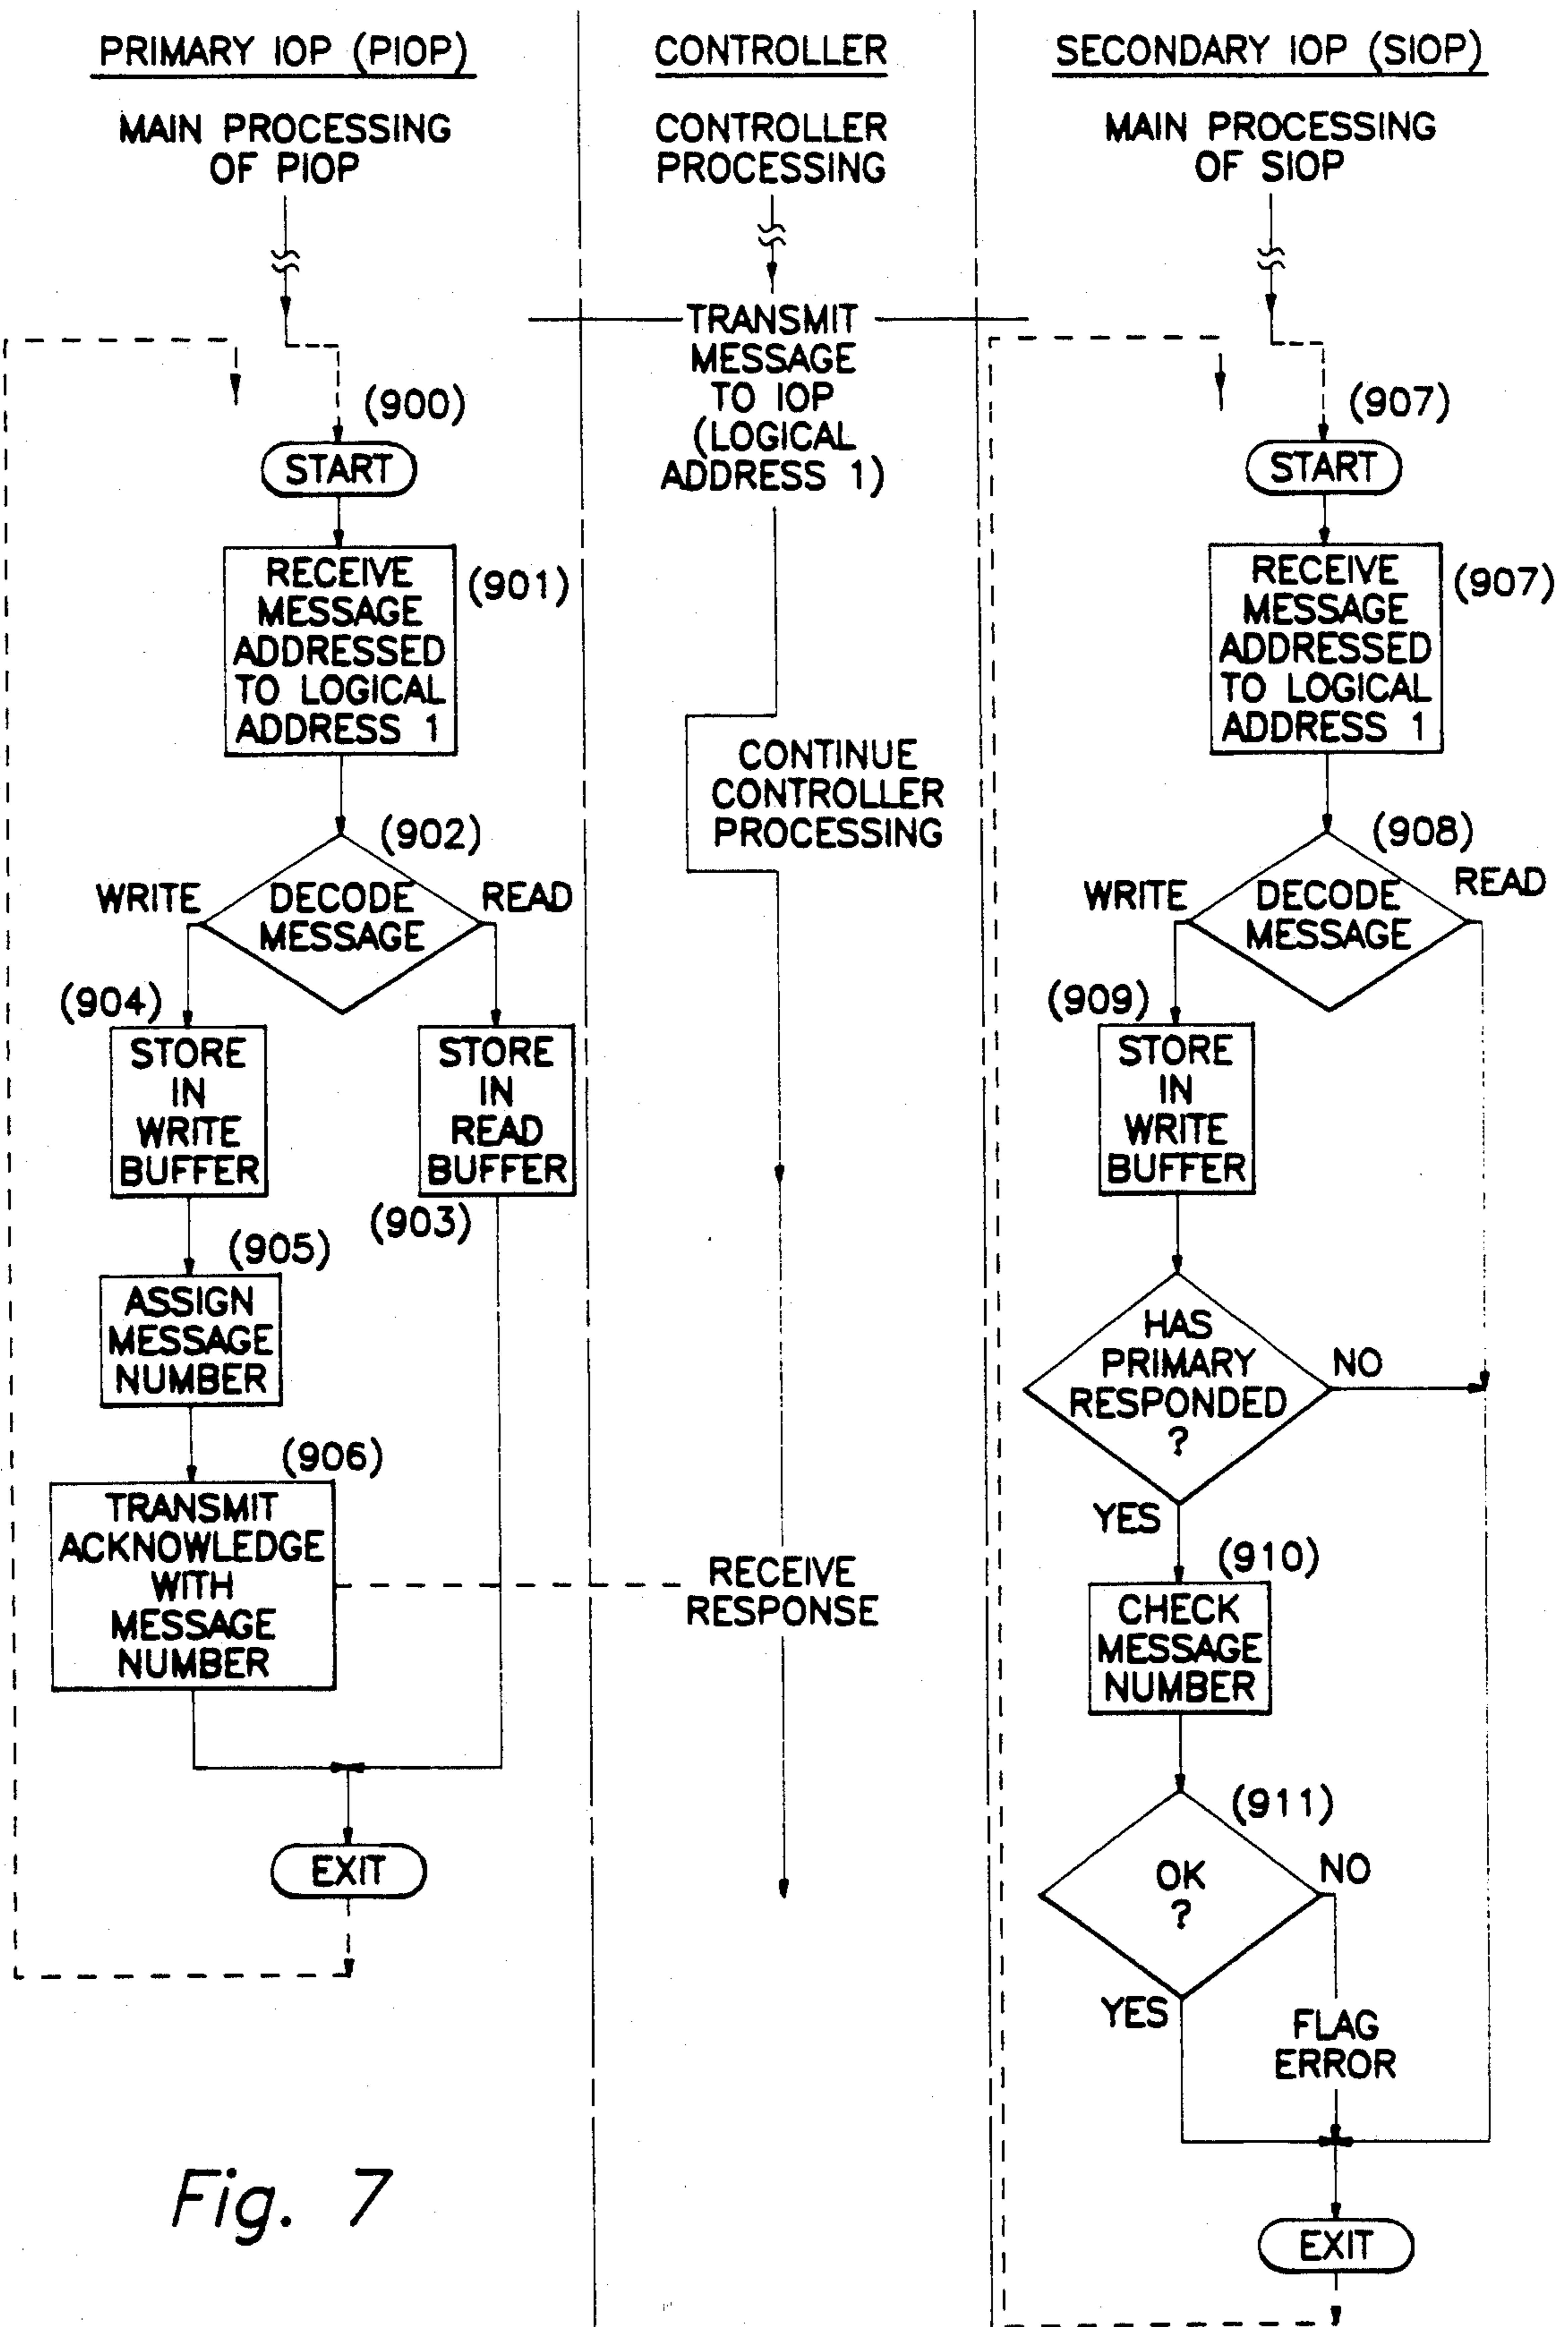 PRIMARY IOP (PIOP)
MAIN PROCESSING
OF PIOP
(900)
START
RECEIVE
MESSAGE
ADDRESSED
TO LOGICAL
ADDRESS 1
(901)
(902)
WRITE
DECODE
MESSAGE
READ
(904)
STORE
IN
WRITE
BUFFER
STORE
IN
READ
BUFFER
(903)
(905)
ASSIGN
MESSAGE
NUMBER
(906)
TRANSMIT
ACKNOWLEDGE
WITH
MESSAGE
NUMBER
EXIT
CONTROLLER
CONTROLLER
PROCESSING
TRANSMIT
MESSAGE
TO IOP
(LOGICAL
ADDRESS 1)
CONTINUE
CONTROLLER
PROCESSING
RECEIVE
RESPONSE
SECONDARY IOP (SIOP)
MAIN PROCESSING
OF SIOP
(907)
START
RECEIVE
MESSAGE
ADDRESSED
TO LOGICAL
ADDRESS 1
(907)
(908)
WRITE
DECODE
MESSAGE
READ
(909)
STORE
IN
WRITE
BUFFER
HAS
PRIMARY
RESPONDED
?
NO
YES
(910)
CHECK
MESSAGE
NUMBER
(911)
OK
?
NO
YES
FLAG
ERROR
EXIT
Fig. 7